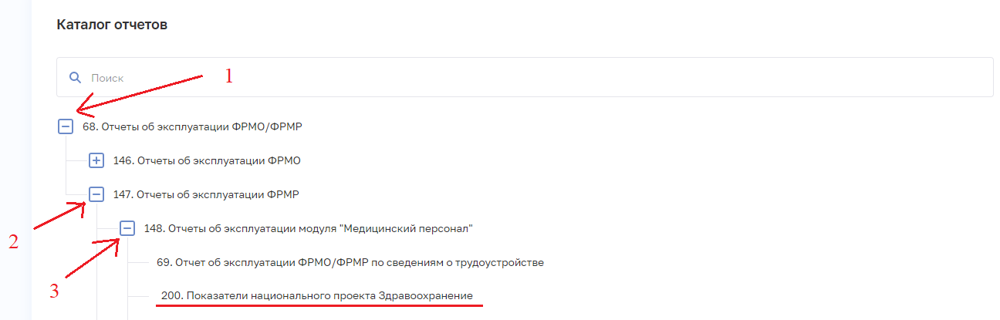 Каталог отчетов
1
Поиск
68. Отчеты об эксплуатации ФРМО/ФРМР
146. Отчеты об эксплуатации ФРМО
147. Отчеты об эксплуатации ФРМР
2
148. Отчеты об эксплуатации модуля "Медицинский персонал"
69. Отчет об эксплуатации ФРМО/ФРМР по сведениям о трудоустройстве
3
200. Показатели национального проекта Здравоохранение